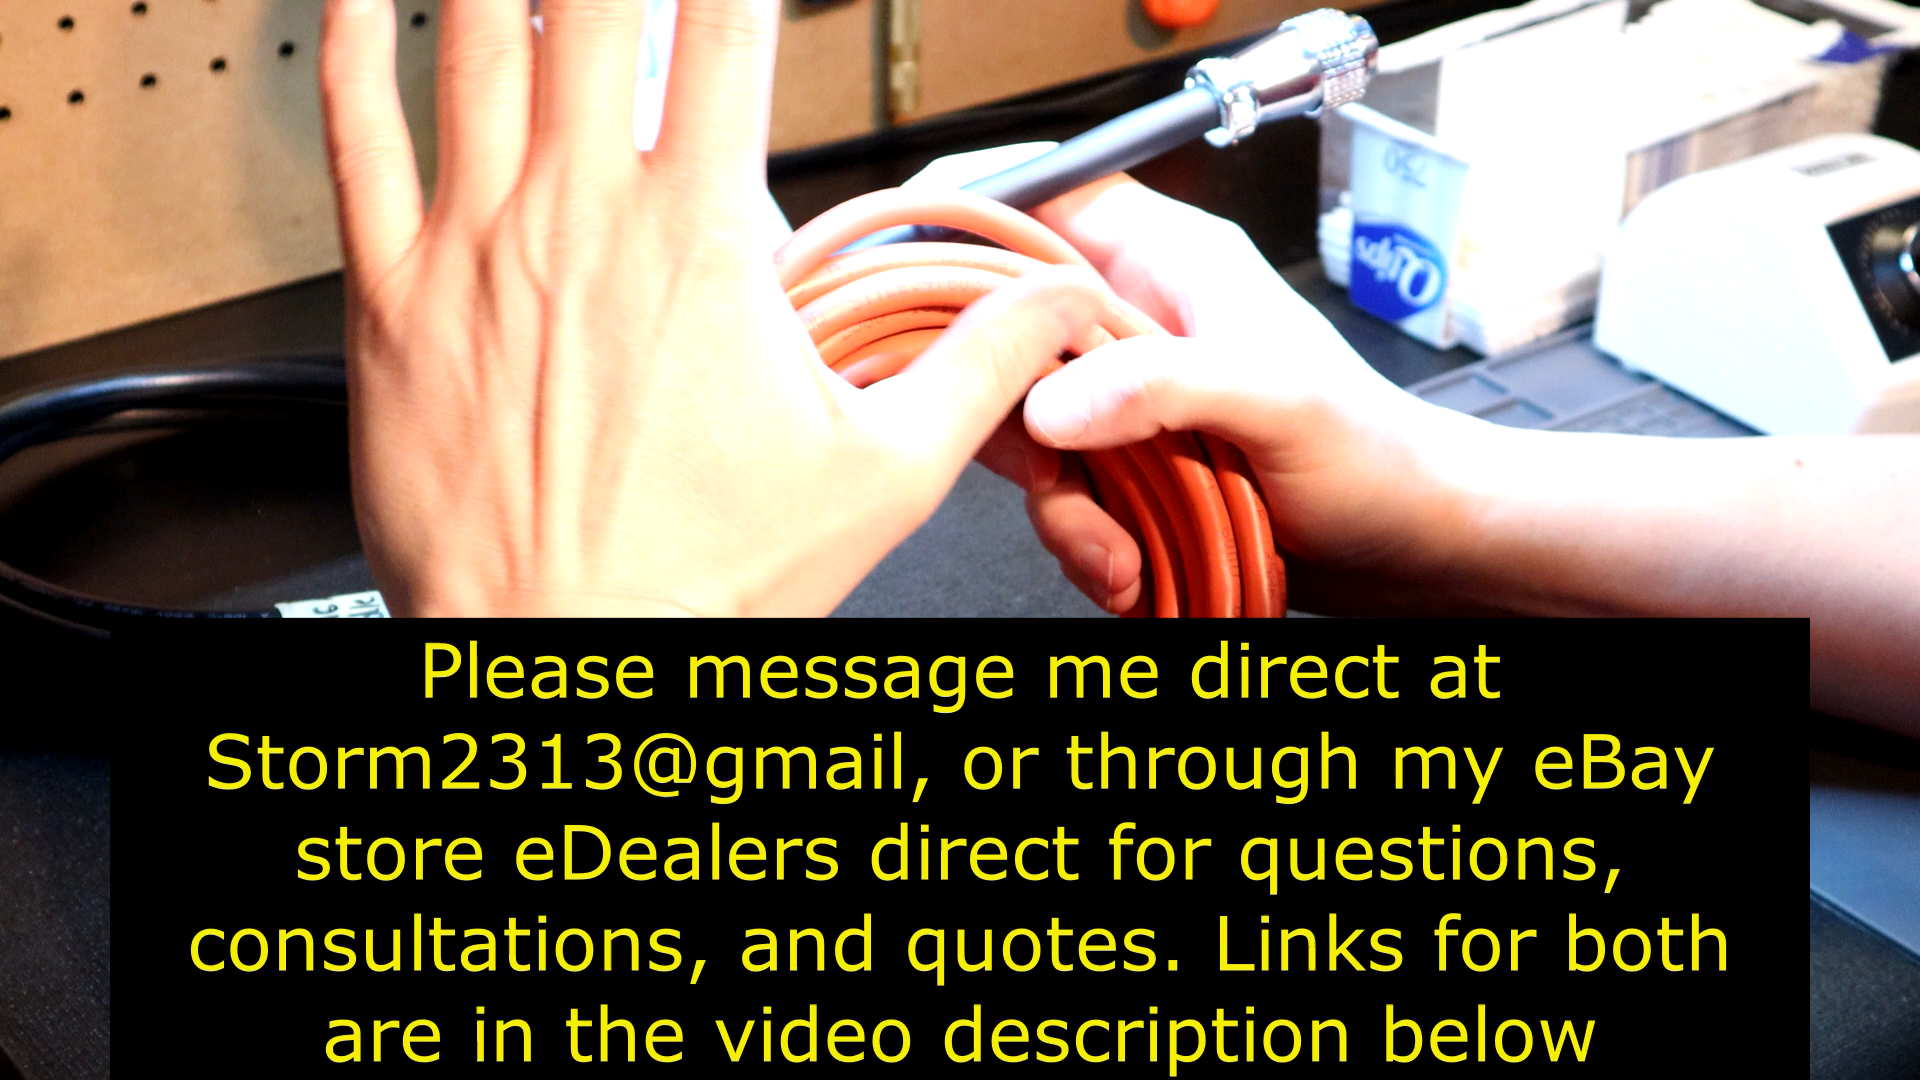 Qtips
Please message me direct at
Storm2313@gmail, or through my eBay
store eDealers direct for questions,
consultations, and quotes. Links for both
are in the video description below